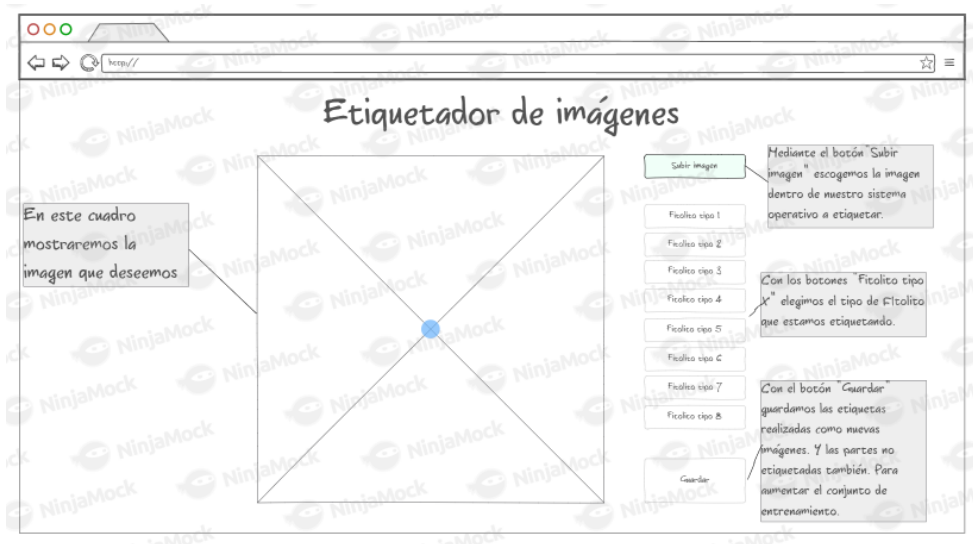 http://
Etiquetador de imágenes
En este cuadro
mostraremos la
imagen que deseemos
Subir imagen
Fitolito tipo 1
Fitolito tipo 2
Fitolito tipo 3
Fitolito tipo 4
Fitolito tipo 5
Fitolito tipo 6
Fitolito tipo 7
Fitolito tipo 8
Guardar
Mediante el botón "Subir
imagen" escogemos la imagen
dentro de nuestro sistema
operativo a etiquetar.
Con los botones "Fitolito tipo
X" elegimos el tipo de FItolito
que estamos etiquetando.
Con el botón "Guardar"
guardamos las etiquetas
realizadas como nuevas
imágenes. Y las partes no
etiquetadas también. Para
aumentar el conjunto de
entrenamiento.
NinjaMock